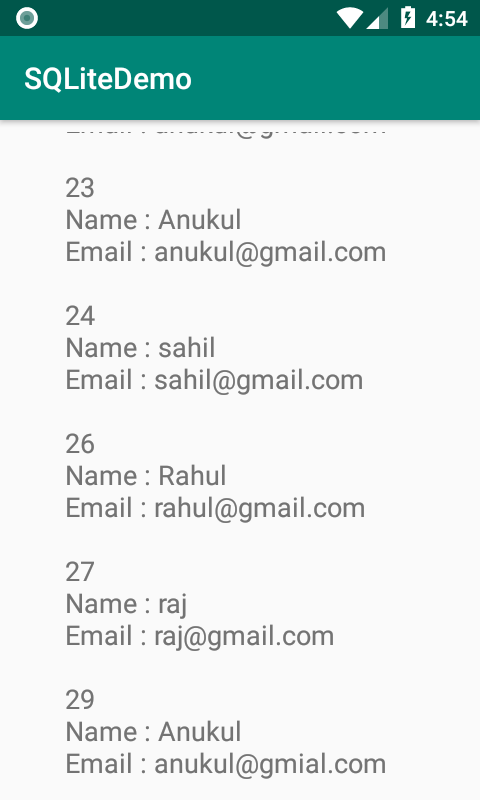 4:54
SQLiteDemo
23
Name : Anukul
Email : anukul@gmail.com
24
Name : sahil
Email : sahil@gmail.com
26
Name : Rahul
Email : rahul@gmail.com
27
Name : raj
Email : raj@gmail.com
29
Name : Anukul
Email : anukul@gmial.com